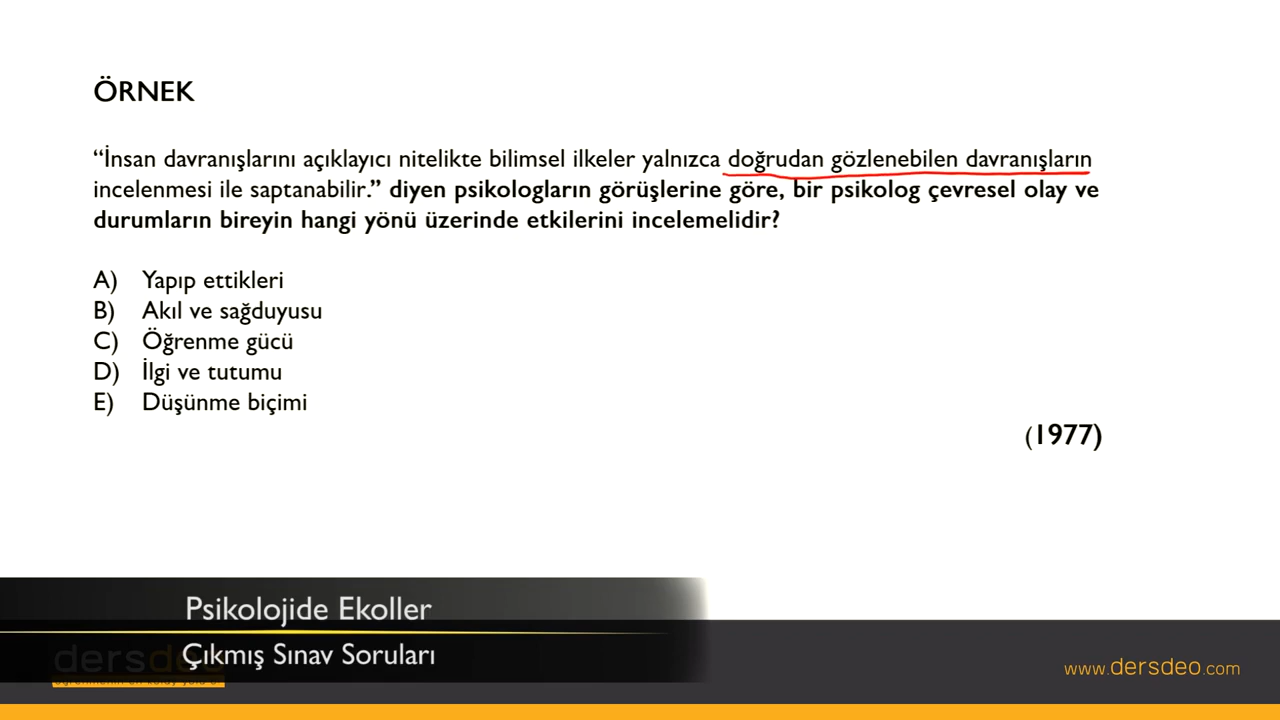 ÖRNEK
“İnsan davranışlarını açıklayıcı nitelikte bilimsel ilkeler yalnızca doğrudan gözlenebilen davranışların
incelenmesi ile saptanabilir.” diyen psikologların görüşlerine göre, bir psikolog çevresel olay ve
durumların bireyin hangi yönü üzerinde etkilerini incelemelidir?
A) Yapıp ettikleri
B) Akıl ve sağduyusu
C) Öğrenme gücü
D) İlgi ve tutumu
E) Düşünme biçimi
(1977)
Psikolojide Ekoller
Çıkmış Sınav Soruları
dersdeo
www.dersdeo.com